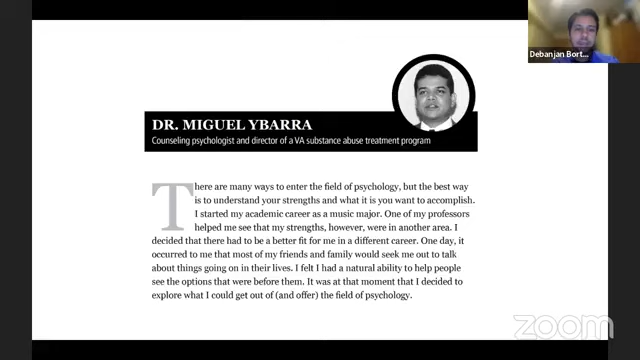 Debanjan Bort...
DR. MIGUEL YBARRA
Counseling psychologist and director of a VA substance abuse treatment program
There are many ways to enter the field of psychology, but the best way
is to understand your strengths and what it is you want to accomplish.
I started my academic career as a music major. One of my professors
helped me see that my strengths, however, were in another area. I
decided that there had to be a better fit for me in a different career. One day, it
occurred to me that most of my friends and family would seek me out to talk
about things going on in their lives. I felt I had a natural ability to help people
see the options that were before them. It was at that moment that I decided to
explore what I could get out of (and offer) the field of psychology.
zoom